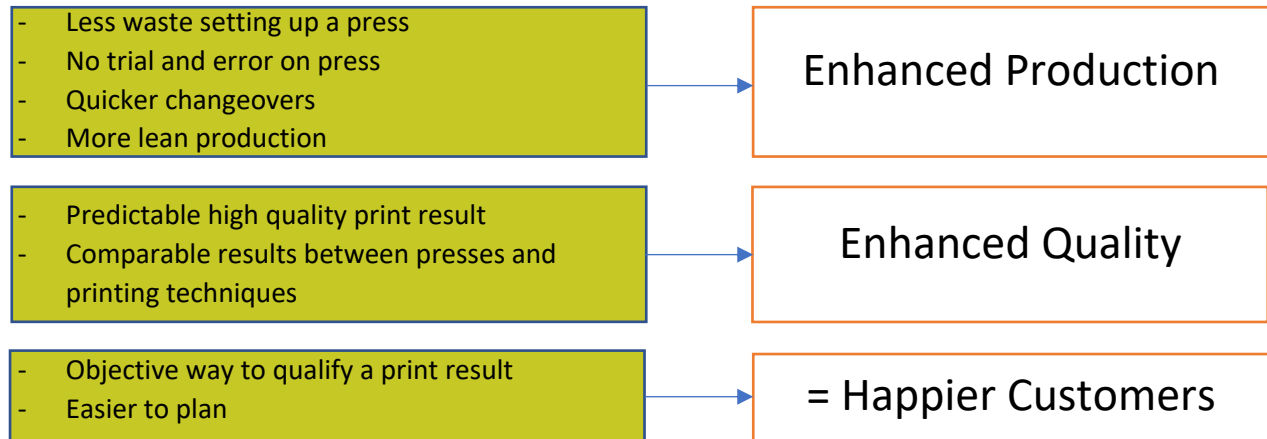 - Less waste setting up a press
- No trial and error on press
- Quicker changeovers
- More lean production
Enhanced Production
- Predictable high quality print result
- Comparable results between presses and
printing techniques
Enhanced Quality
- Objective way to qualify a print result
- Easier to plan
= Happier Customers